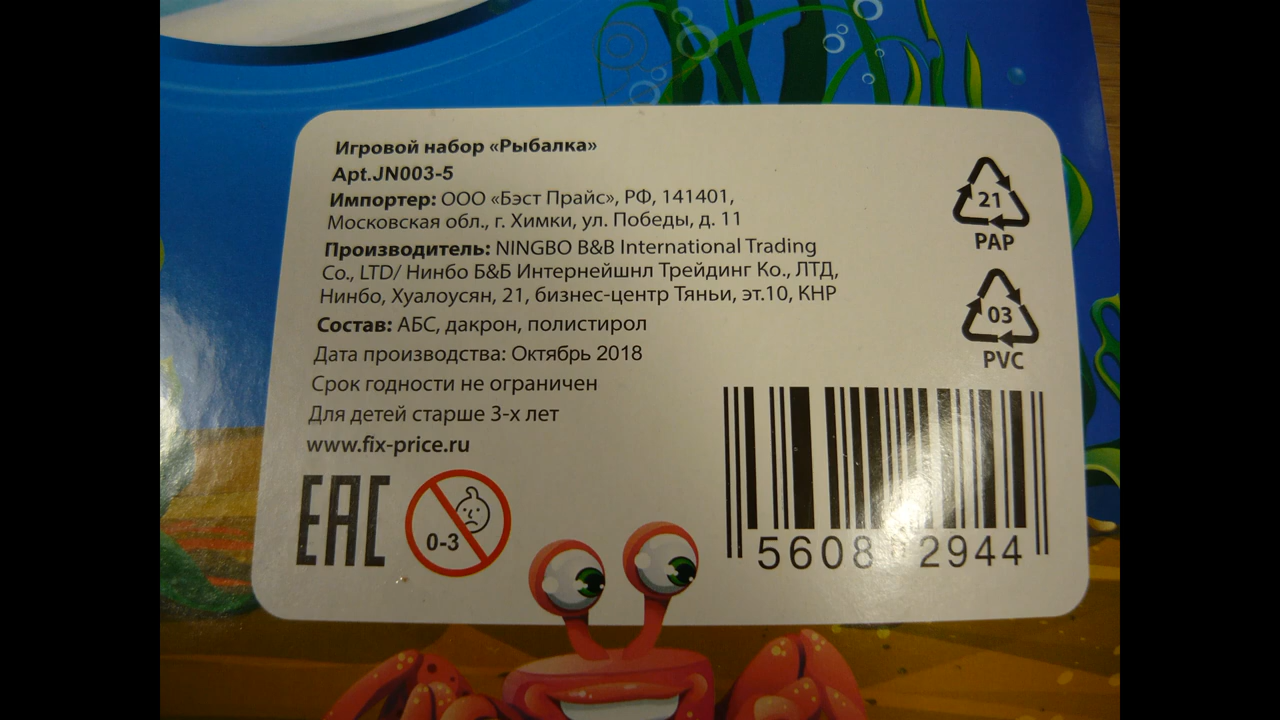 Игровой набор «Рыбалка»
Арт.JN003-5
Импортер: ООО «Бэст Прайс», РФ, 141401,
Московская обл., г. Химки, ул. Победы, д. 11
Производитель: NINGBO B&B International Trading
Co., LTD/ Нинбо Б&Б Интернейшнл Трейдинг Ко., ЛТД,
Нинбо, Хуалоусян, 21, бизнес-центр Тяньи, эт.10, КНР
Состав: АБС, дакрон, полистирол
Дата производства: Октябрь 2018
Срок годности не ограничен
Для детей старше 3-х лет
www.fix-price.ru
EAC
0-3
21
PAP
03
PVC
5608 2944